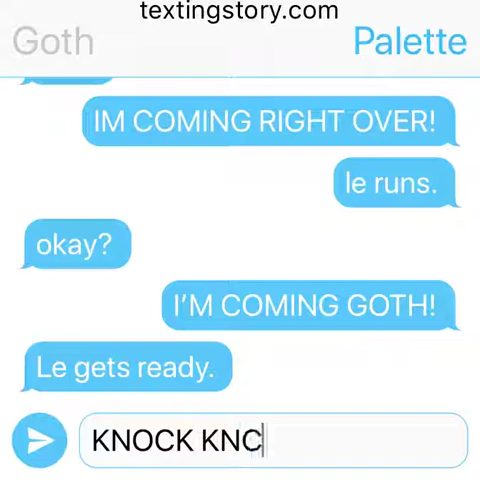 textingstory.com
Goth
Palette
IM COMING RIGHT OVER!
le runs.
okay?
I'M COMING GOTH!
Le gets ready.
KNOCK KNC